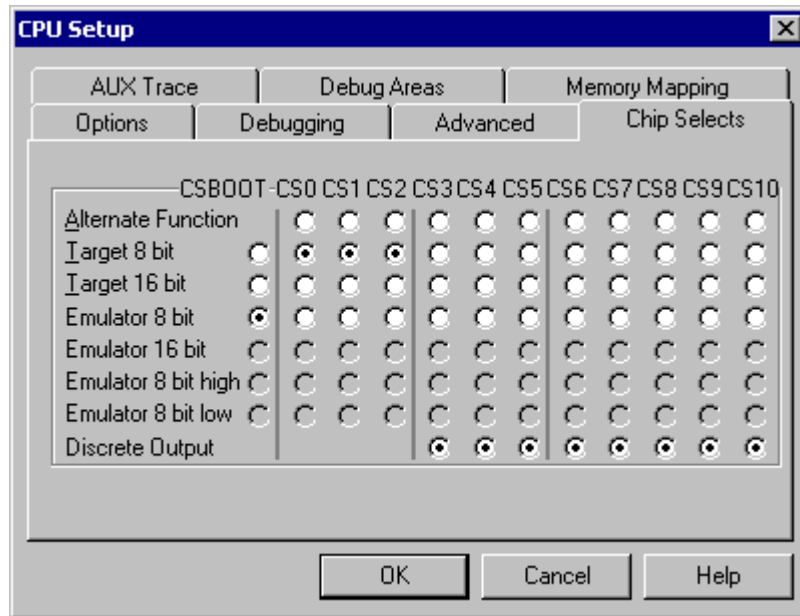 CPU Setup
AUX Trace Debug Areas Memory Mapping
Options Debugging Advanced Chip Selects
CSBOOT CS0 CS1 CS2 CS3 CS4 CS5 CS6 CS7 CS8 CS9 CS10
Alternate Function
Target 8 bit
Target 16 bit
Emulator 8 bit
Emulator 16 bit
Emulator 8 bit high
Emulator 8 bit low
Discrete Output
OK Cancel Help